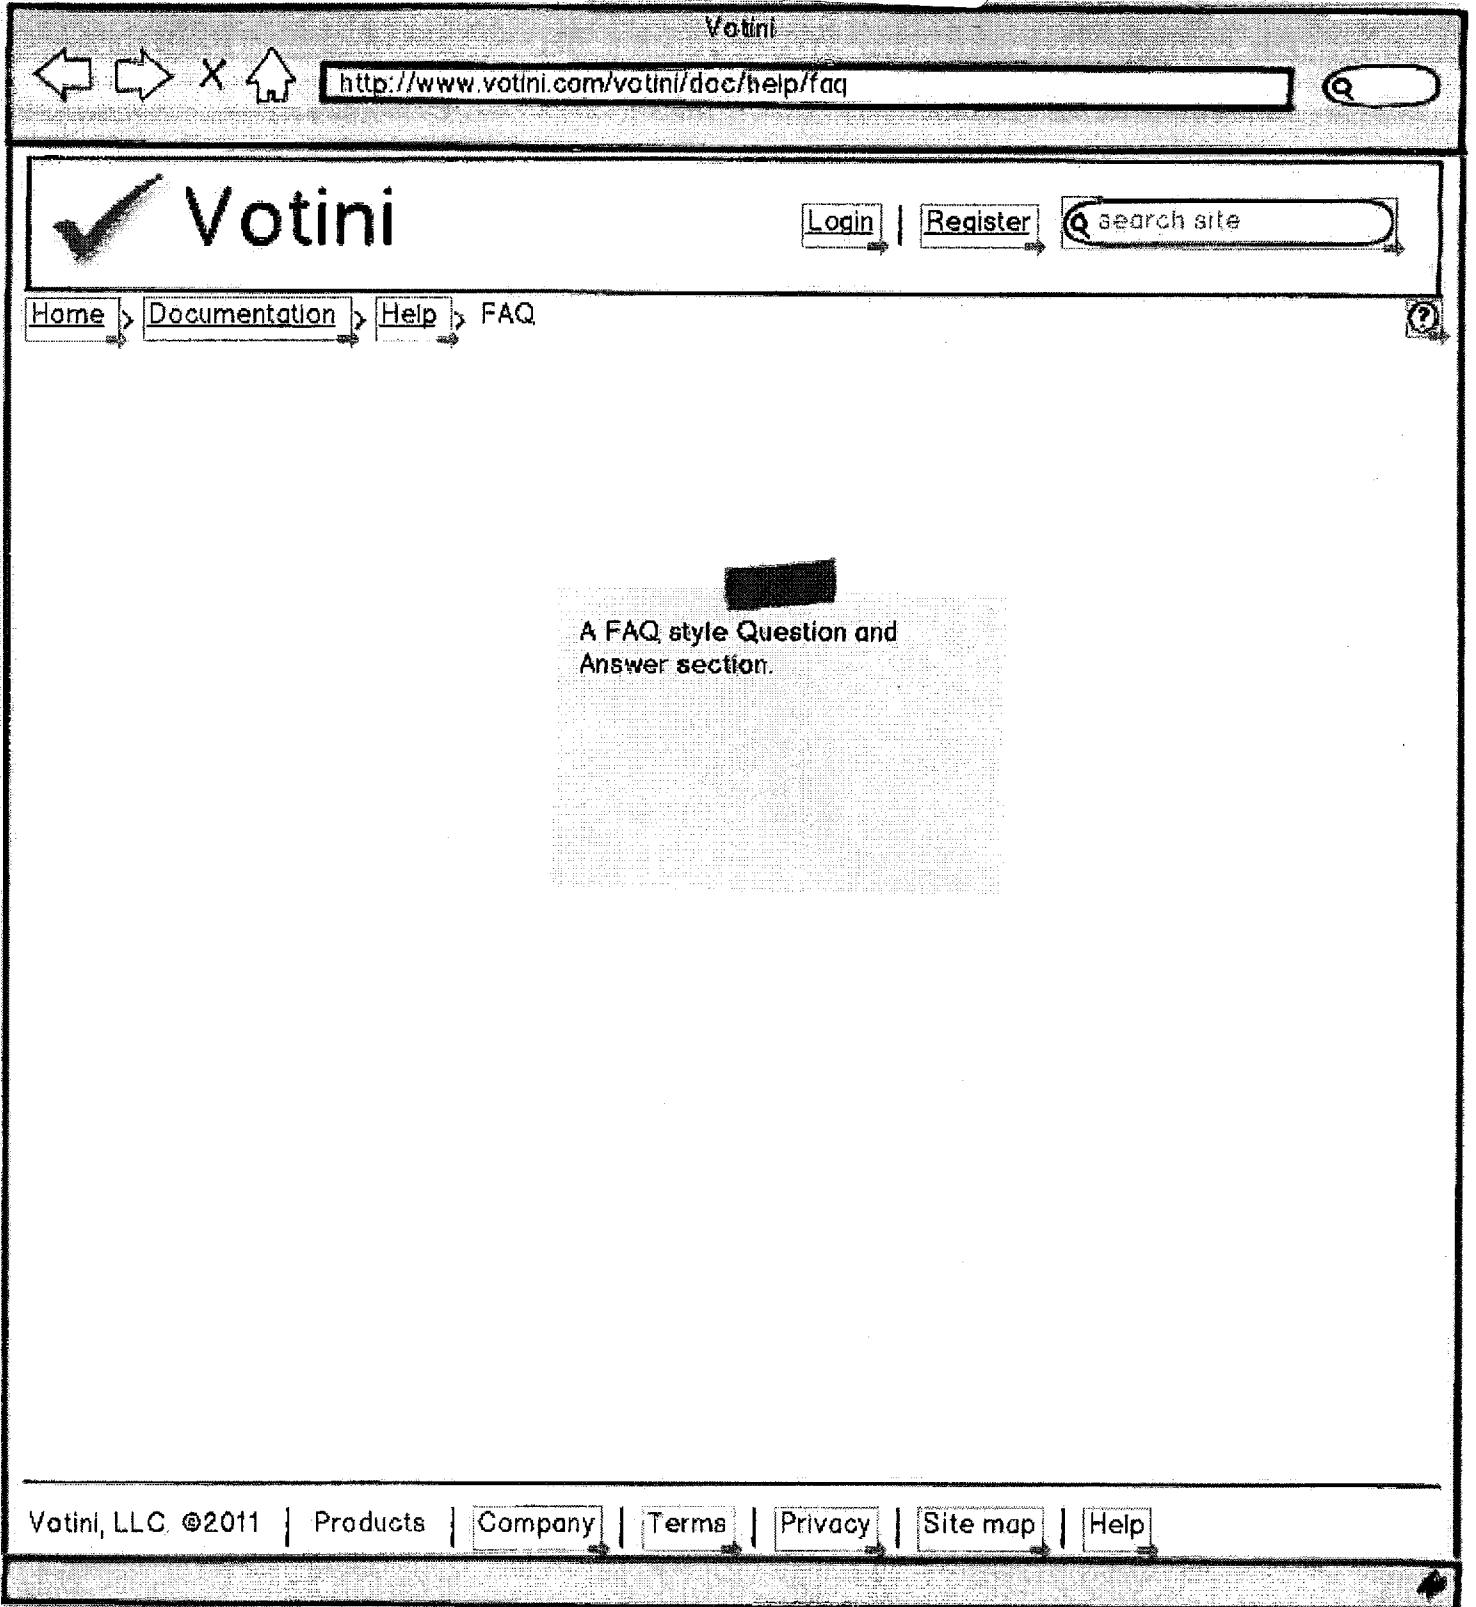 Votini
http://www.votini.com/votini/doc/help/faq
Votini
Login | Register search site
Home > Documentation > Help > FAQ ?
A FAQ style Question and
Answer section.
Votini, LLC. ©2011 | Products | Company | Terms | Privacy | Site map | Help